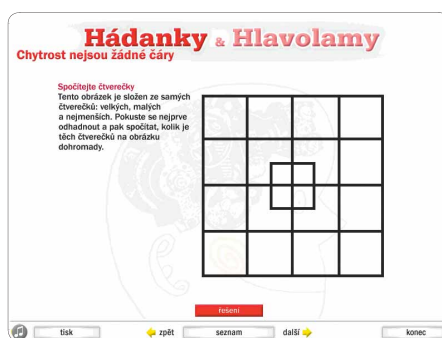 Hádanky & Hlavolamy
Chytrost nejsou žádné čáry
Spočítejte čtverečky
Tento obrázek je složen ze samých
čtverečků: velkých, malých
a nejmenších. Pokuste se nejprve
odhadnout a pak spočítat, kolik je
těch čtverečků na obrázku
dohromady.
řešení
tisk
zpět
seznam
další
konec